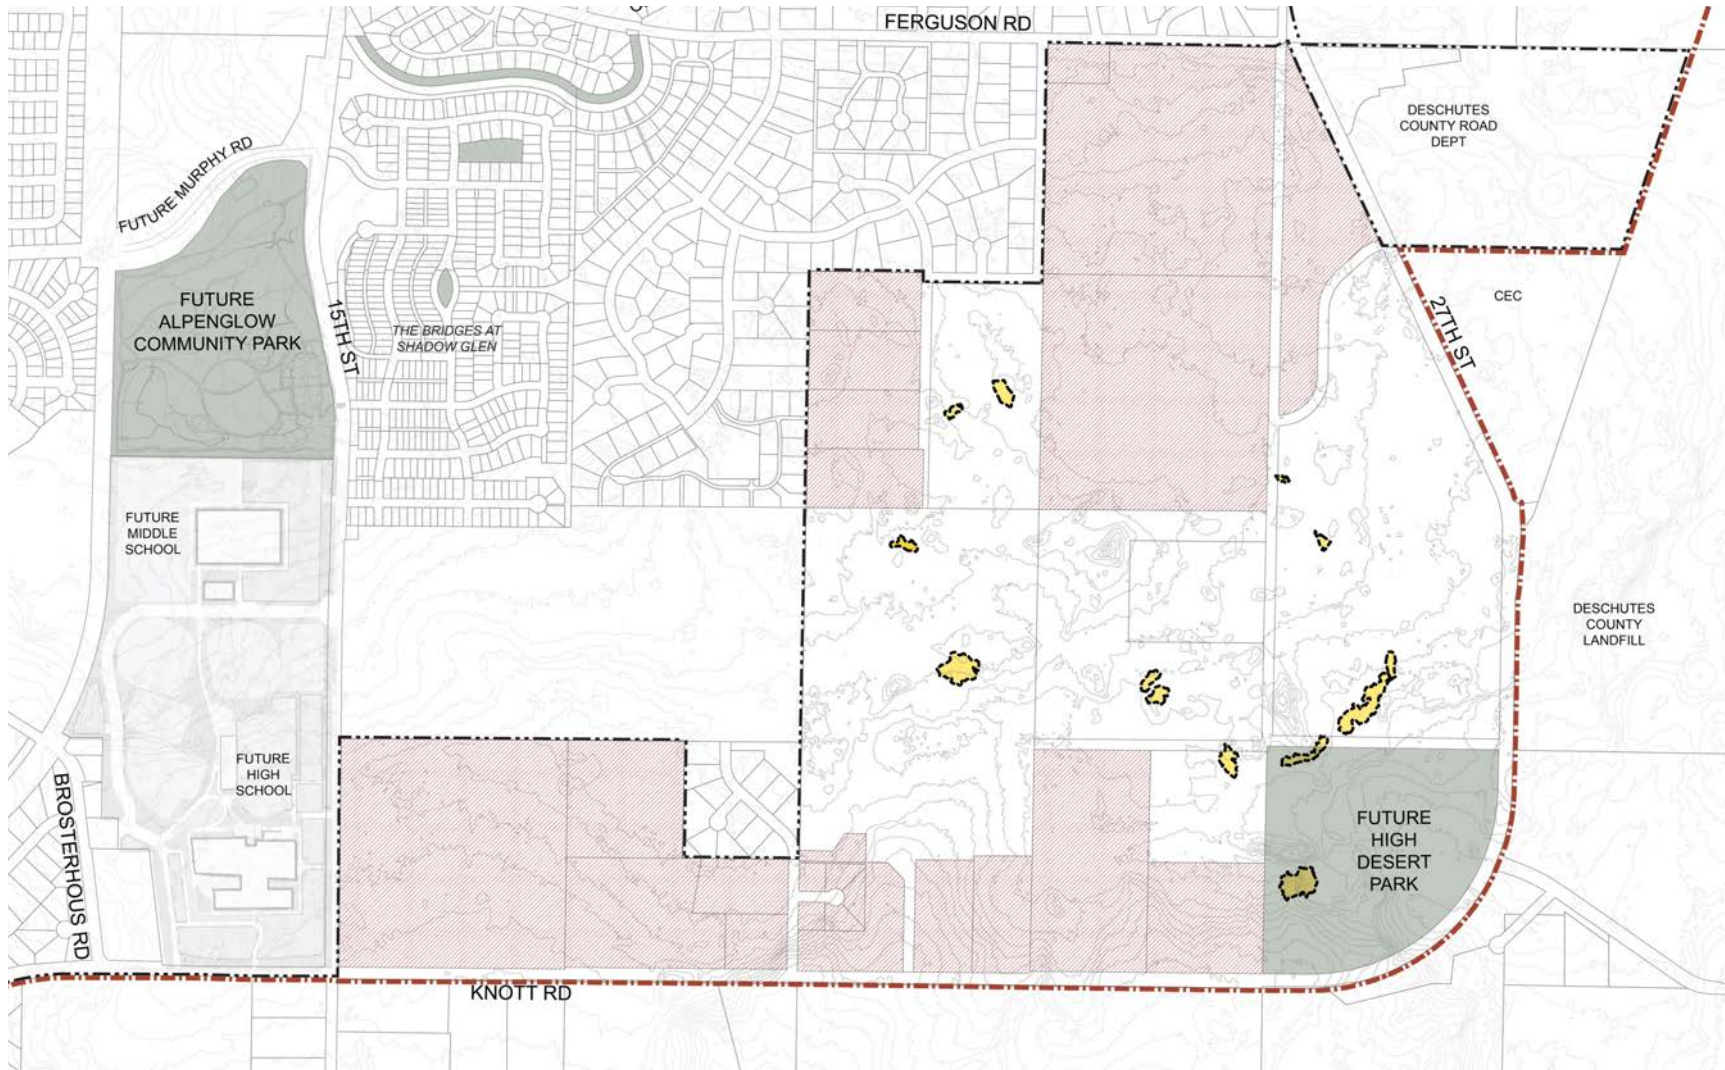 FERGUSON RD
DESCHUTES
COUNTY ROAD
DEPT
FUTURE MURPHY RD
FUTURE
ALPENGLOW
COMMUNITY PARK
15TH ST
THE BRIDGES AT
SHADOW GLEN
CEC
27TH ST
FUTURE
MIDDLE
SCHOOL
DESCHUTES
COUNTY
LANDFILL
FUTURE
HIGH
SCHOOL
BROSTERHOUS RD
FUTURE
HIGH
DESERT
PARK
KNOTT RD